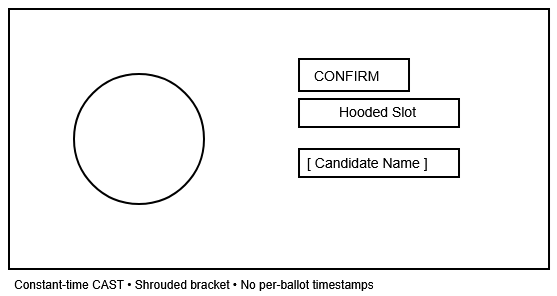 CONFIRM
Hooded Slot
[ Candidate Name ]
Constant-time CAST • Shrouded bracket • No per-ballot timestamps